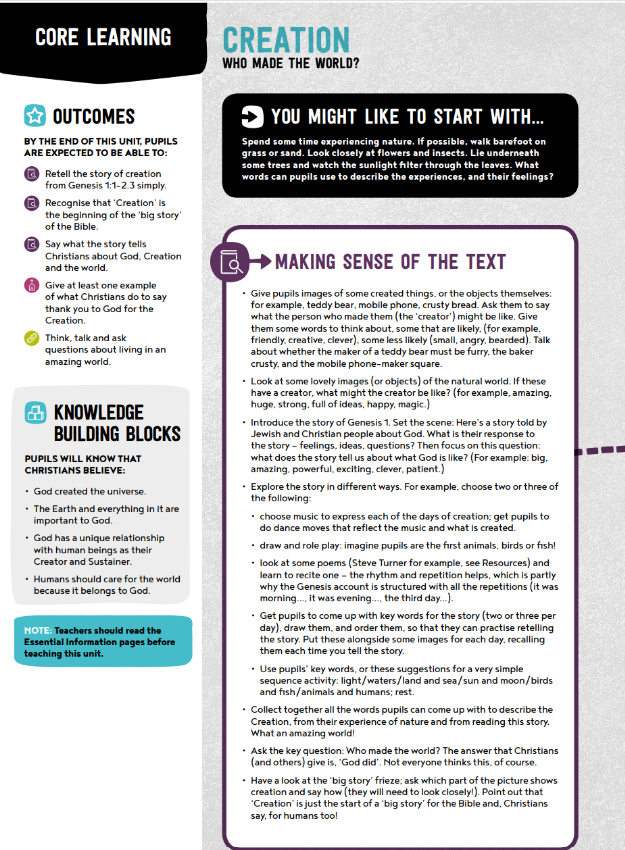 CORE LEARNING
OUTCOMES
BY THE END OF THIS UNIT, PUPILS
ARE EXPECTED TO BE ABLE TO:
Retell the story of creation
from Genesis 1:1–2.3 simply.
Recognise that ‘Creation’ is
the beginning of the ‘big story’
of the Bible.
Say what the story tells
Christians about God, Creation
and the world.
Give at least one example
of what Christians do to say
thank you to God for the
Creation.
Think, talk and ask
questions about living in an
amazing world.
KNOWLEDGE
BUILDING BLOCKS
PUPILS WILL KNOW THAT
CHRISTIANS BELIEVE:
• God created the universe.
• The Earth and everything in it are
important to God.
• God has a unique relationship
with human beings as their
Creator and Sustainer.
• Humans should care for the world
because it belongs to God.
NOTE: Teachers should read the
Essential Information pages before
teaching this unit.
CREATION
WHO MADE THE WORLD?
YOU MIGHT LIKE TO START WITH...
Spend some time experiencing nature. If possible, walk barefoot on
grass or sand. Look closely at flowers and insects. Lie underneath
some trees and watch the sunlight filter through the leaves. What
words can pupils use to describe the experiences, and their feelings?
MAKING SENSE OF THE TEXT
• Give pupils images of some created things, or the objects themselves:
for example, teddy bear, mobile phone, crusty bread. Ask them to say
what the person who made them (the ‘creator’) might be like. Give
them some words to think about, some that are likely, (for example,
friendly, creative, clever), some less likely (small, angry, bearded). Talk
about whether the maker of a teddy bear must be furry, the baker
crusty, and the mobile phone-maker square.
• Look at some lovely images (or objects) of the natural world. If these
have a creator, what might the creator be like? (for example, amazing,
huge, strong, full of ideas, happy, magic.)
• Introduce the story of Genesis 1. Set the scene: Here’s a story told by
Jewish and Christian people about God. What is their response to
the story – feelings, ideas, questions? Then focus on this question:
what does the story tell us about what God is like? (For example: big,
amazing, powerful, exciting, clever, patient.)
• Explore the story in different ways. For example, choose two or three of
the following:
• choose music to express each of the days of creation; get pupils to
do dance moves that reflect the music and what is created.
• draw and role play: imagine pupils are the first animals, birds or fish!
• look at some poems (Steve Turner for example, see Resources) and
learn to recite one – the rhythm and repetition helps, which is partly
why the Genesis account is structured with all the repetitions (it was
morning..., it was evening..., the third day...).
• Get pupils to come up with key words for the story (two or three per
day), draw them, and order them, so that they can practise retelling
the story. Put these alongside some images for each day, recalling
them each time you tell the story.
• Use pupils’ key words, or these suggestions for a very simple
sequence activity: light/waters/land and sea/sun and moon/birds
and fish/animals and humans; rest.
• Collect together all the words pupils can come up with to describe the
Creation, from their experience of nature and from reading this story.
What an amazing world!
• Ask the key question: Who made the world? The answer that Christians
(and others) give is, ‘God did’. Not everyone thinks this, of course.
• Have a look at the ‘big story’ frieze; ask which part of the picture shows
creation and say how (they will need to look closely!). Point out that
‘Creation’ is just the start of a ‘big story’ for the Bible and, Christians
say, for humans too!